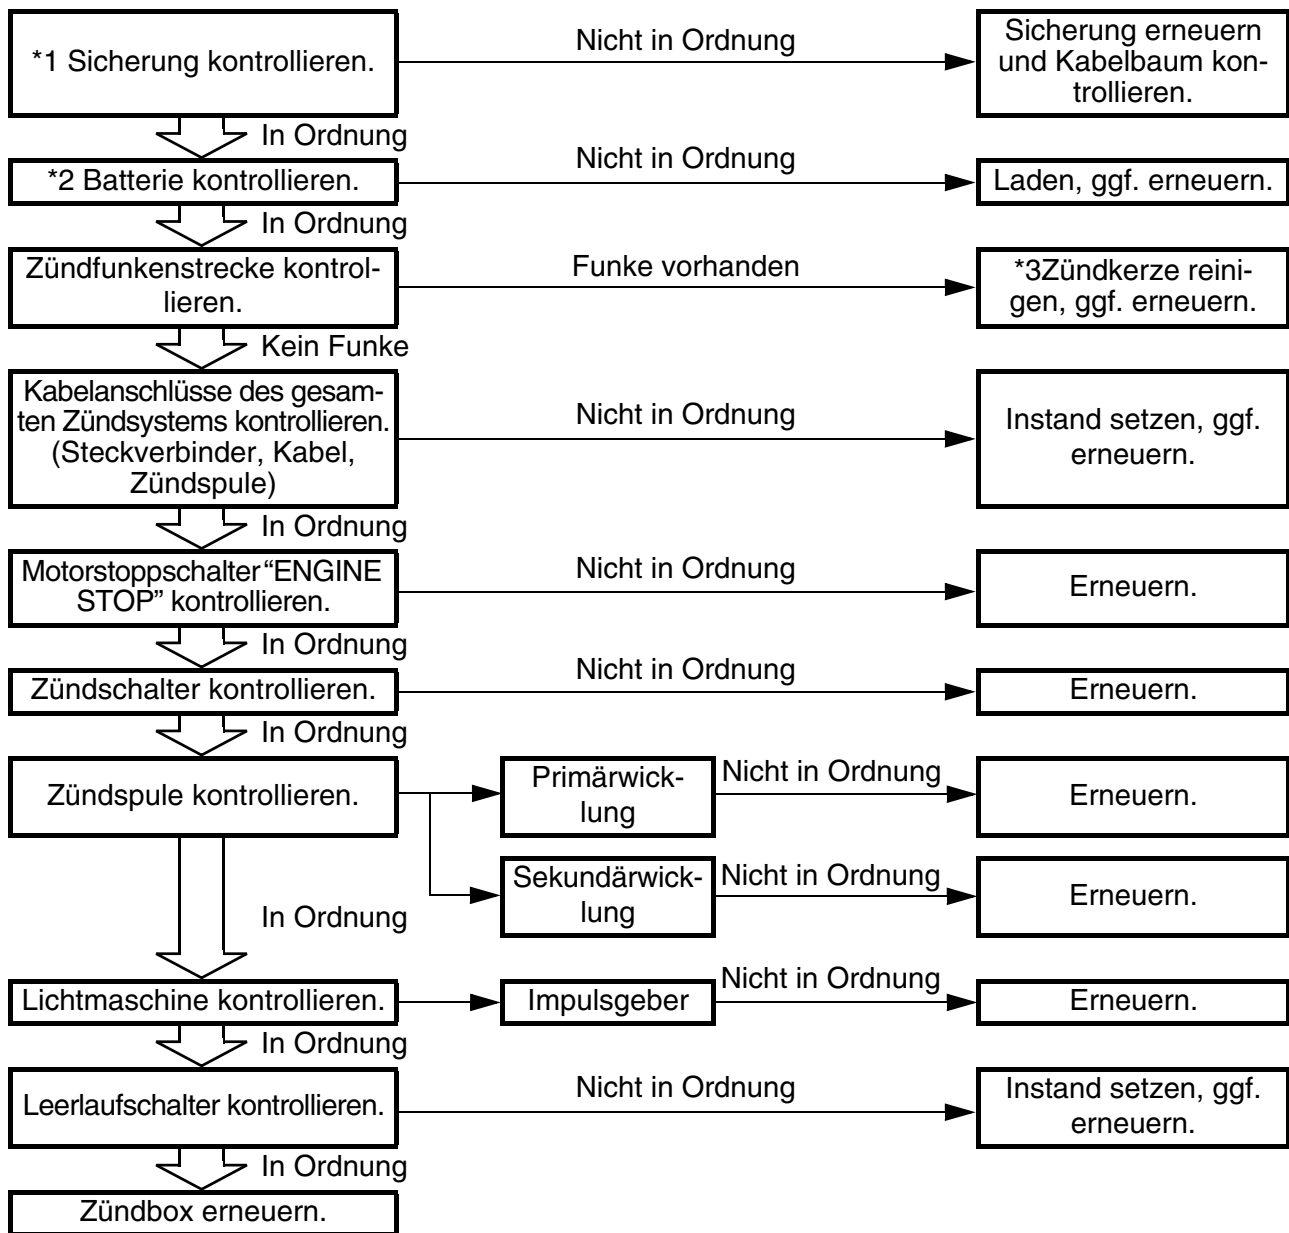 *1 Sicherung kontrollieren.
Nicht in Ordnung
Sicherung erneuern
und Kabelbaum kon-
trollieren.
In Ordnung
*2 Batterie kontrollieren.
Nicht in Ordnung
Laden, ggf. erneuern.
In Ordnung
Zündfunkenstrecke kontrol-
lieren.
Funke vorhanden
*3Zündkerze reini-
gen, ggf. erneuern.
Kein Funke
Kabelanschlüsse des gesam-
ten Zündsystems kontrollieren.
(Steckverbinder, Kabel,
Zündspule)
Nicht in Ordnung
Instand setzen, ggf.
erneuern.
In Ordnung
Motorstoppschalter “ENGINE
STOP” kontrollieren.
Nicht in Ordnung
Erneuern.
In Ordnung
Zündschalter kontrollieren.
Nicht in Ordnung
Erneuern.
In Ordnung
Zündspule kontrollieren.
Primärwick-
lung
Nicht in Ordnung
Erneuern.
Sekundärwick-
lung
Nicht in Ordnung
Erneuern.
In Ordnung
Lichtmaschine kontrollieren.
Impulsgeber
Nicht in Ordnung
Erneuern.
In Ordnung
Leerlaufschalter kontrollieren.
Nicht in Ordnung
Instand setzen, ggf.
erneuern.
In Ordnung
Zündbox erneuern.